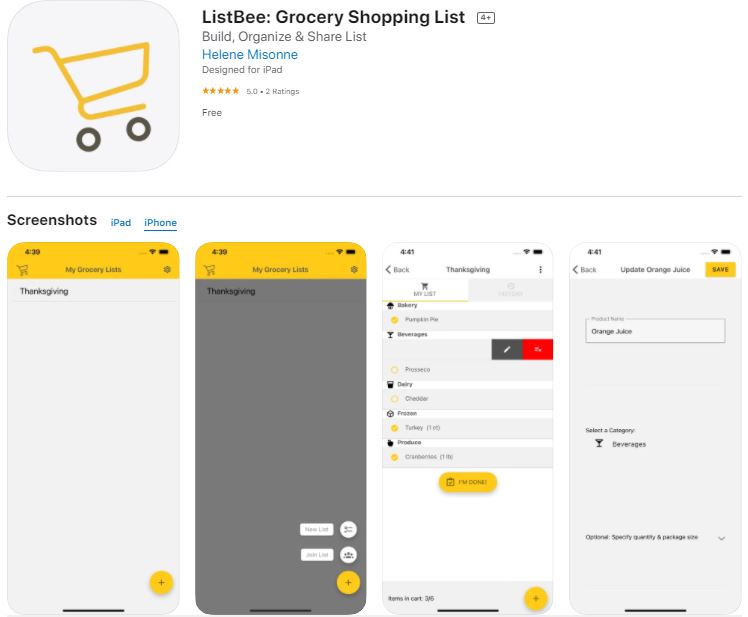 ListBee: Grocery Shopping List 4+
Build, Organize & Share List
Helene Misonne
Designed for iPad
★★★★★ 5.0 • 2 Ratings
Free
Screenshots iPad iPhone
4:39
My Grocery Lists
Thanksgiving
4:39
My Grocery Lists
Thanksgiving
New List
Join List
+
4:41
Back Thanksgiving
MY LIST HISTORY
Bakery
Pumpkin Pie
Beverages
Prosseco
Dairy
Cheddar
Frozen
Turkey (1 ct)
Produce
Cranberries (1 lb)
I'M DONE!
Items in cart: 3/6
+
4:41
Back Update Orange Juice SAVE
Product Name
Orange Juice
Select a Category:
Beverages
Optional: Specify quantity & package size